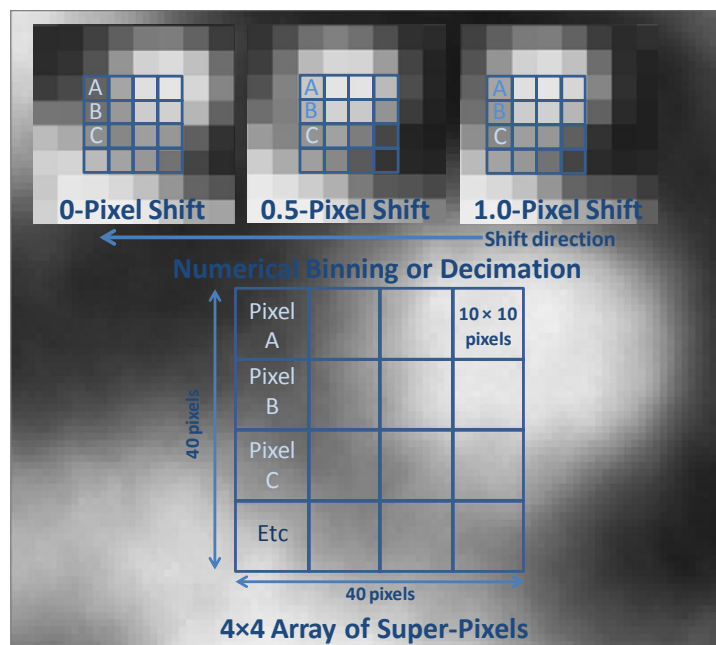 A
B
C
A
B
C
A
B
C
0-Pixel Shift
0.5-Pixel Shift
1.0-Pixel Shift
Shift direction
Numerical Binning or Decimation
Pixel
A
10 × 10
pixels
Pixel
B
40 pixels
Pixel
C
Etc
40 pixels
4×4 Array of Super-Pixels